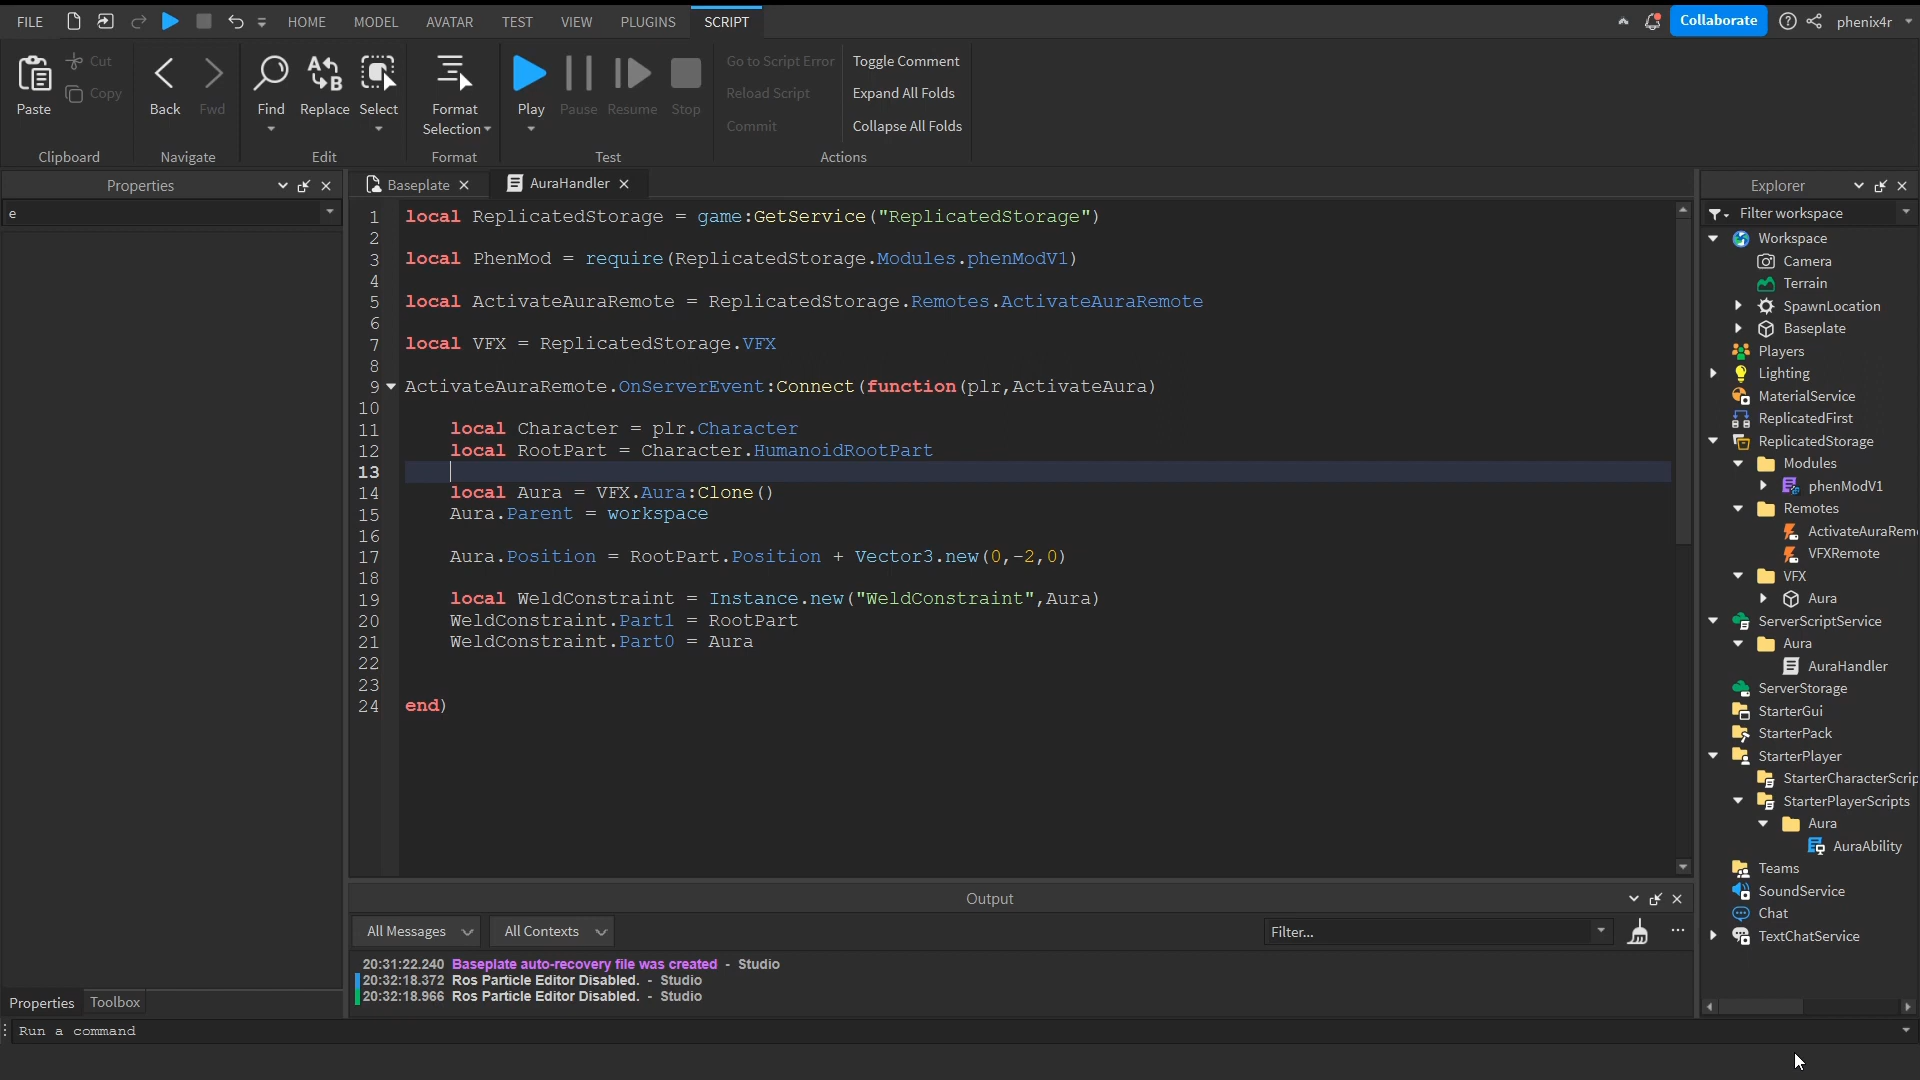 FILE HOME MODEL AVATAR TEST VIEW PLUGINS SCRIPT Collaborate phenix4r
Paste Cut Copy Back Fwd Find Replace Select Format Selection Play Pause Resume Stop Go to Script Error Reload Script Commit Toggle Comment Expand All Folds Collapse All Folds
Clipboard Navigate Edit Format Test Actions
Properties
e
Baseplate AuraHandler
1 local ReplicatedStorage = game:GetService("ReplicatedStorage")
2
3 local PhenMod = require(ReplicatedStorage.Modules.phenModV1)
4
5 local ActivateAuraRemote = ReplicatedStorage.Remotes.ActivateAuraRemote
6
7 local VFX = ReplicatedStorage.VFX
8
9 ActivateAuraRemote.OnServerEvent:Connect(function(plr,ActivateAura)
10
11 local Character = plr.Character
12 local RootPart = Character.HumanoidRootPart
13
14 local Aura = VFX.Aura:Clone()
15 Aura.Parent = workspace
16
17 Aura.Position = RootPart.Position + Vector3.new(0,-2,0)
18
19 local WeldConstraint = Instance.new("WeldConstraint",Aura)
20 WeldConstraint.Part1 = RootPart
21 WeldConstraint.Part0 = Aura
22
23
24 end)
Explorer
Filter workspace
Workspace
Camera
Terrain
SpawnLocation
Baseplate
Players
Lighting
MaterialService
ReplicatedFirst
ReplicatedStorage
Modules
phenModV1
Remotes
ActivateAuraRem
VFXRemote
VFX
Aura
ServerScriptService
Aura
AuraHandler
ServerStorage
StarterGui
StarterPack
StarterPlayer
StarterCharacterScrip
StarterPlayerScripts
Aura
AuraAbility
Teams
SoundService
Chat
TextChatService
Output
All Messages All Contexts Filter...
20:31:22.240 Baseplate auto-recovery file was created - Studio
20:32:18.372 Ros Particle Editor Disabled. - Studio
20:32:18.966 Ros Particle Editor Disabled. - Studio
Properties Toolbox
Run a command